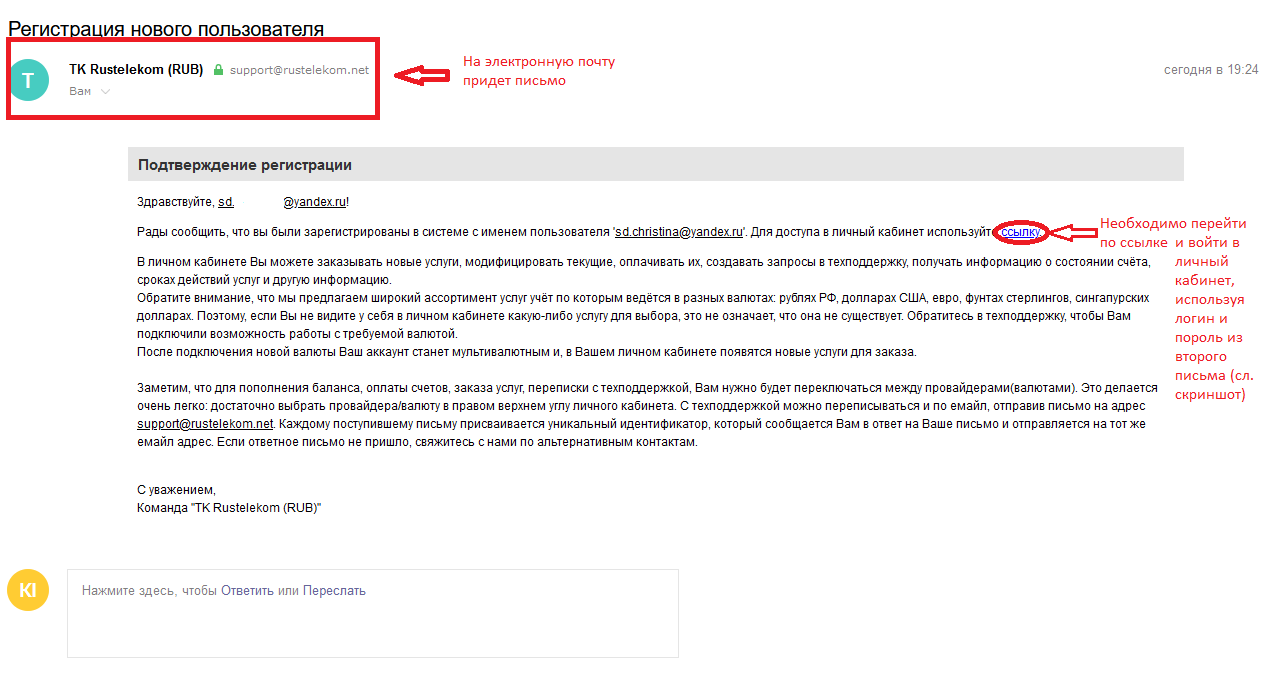 Регистрация нового пользователя
T
TK Rustelekom (RUB) support@rustelekom.net
Вам
На электронную почту
придет письмо
сегодня в 19:24
Подтверждение регистрации
Здравствуйте, sd. @yandex.ru!
Рады сообщить, что вы были зарегистрированы в системе с именем пользователя 'sd.christina@yandex.ru'. Для доступа в личный кабинет используйте ссылку.
Необходимо перейти
по ссылке и войти в
личный
кабинет,
используя
логин и
пороль из
второго
письма (сл.
скриншот)
В личном кабинете Вы можете заказывать новые услуги, модифицировать текущие, оплачивать их, создавать запросы в техподдержку, получать информацию о состоянии счёта,
сроках действий услуг и другую информацию.
Обратите внимание, что мы предлагаем широкий ассортимент услуг учёт по которым ведётся в разных валютах: рублях РФ, долларах США, евро, фунтах стерлингов, сингапурских
долларах. Поэтому, если Вы не видите у себя в личном кабинете какую-либо услугу для выбора, это не означает, что она не существует. Обратитесь в техподдержку, чтобы Вам
подключили возможность работы с требуемой валютой.
После подключения новой валюты Ваш аккаунт станет мультивалютным и, в Вашем личном кабинете появятся новые услуги для заказа.
Заметим, что для пополнения баланса, оплаты счетов, заказа услуг, переписки с техподдержкой, Вам нужно будет переключаться между провайдерами(валютами). Это делается
очень легко: достаточно выбрать провайдера/валюту в правом верхнем углу личного кабинета. С техподдержкой можно переписываться и по емайл, отправив письмо на адрес
support@rustelekom.net. Каждому поступившему письму присваивается уникальный идентификатор, который сообщается Вам в ответ на Ваше письмо и отправляется на тот же
емайл адрес. Если ответное письмо не пришло, свяжитесь с нами по альтернативным контактам.
С уважением,
Команда "TK Rustelekom (RUB)"
KI
Нажмите здесь, чтобы Ответить или Переслать